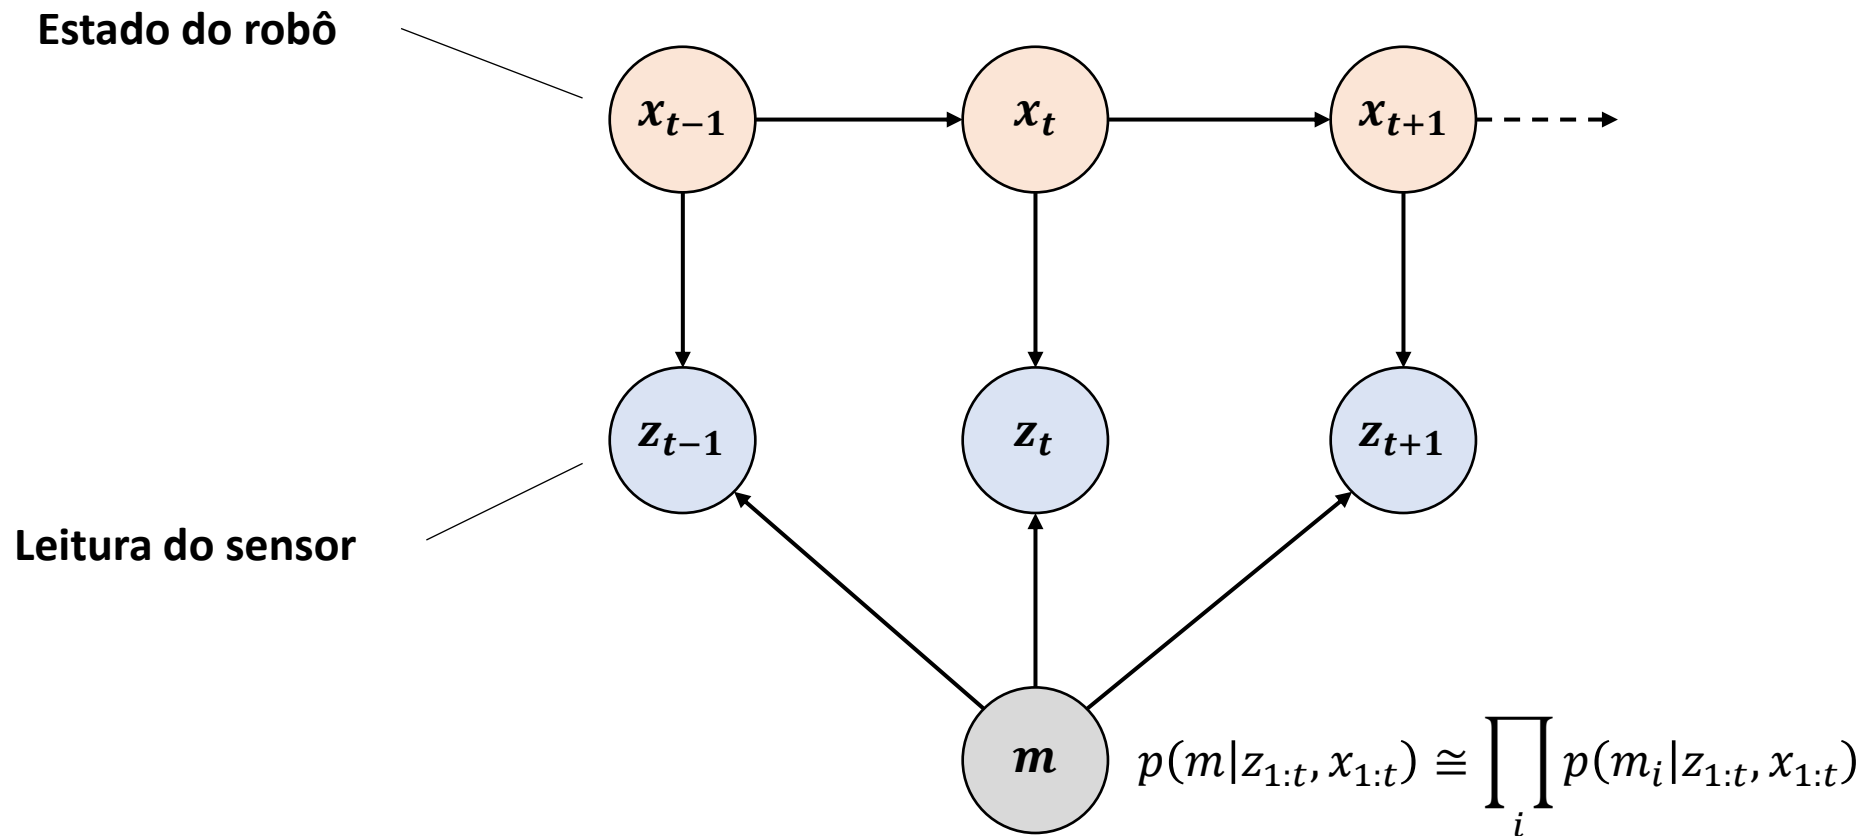 Estado do robô
x_{t−1}
x_t
x_{t+1}
z_{t−1}
z_t
z_{t+1}
Leitura do sensor
m
p(m|z_{1:t}, x_{1:t}) ≅ ∏_i p(m_i|z_{1:t}, x_{1:t})